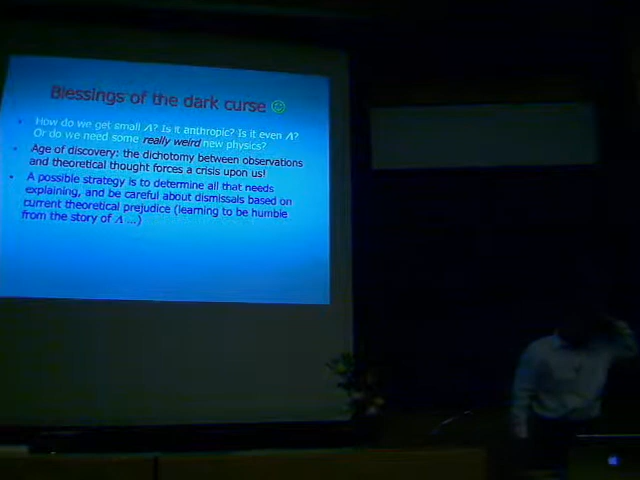 Blessings of the dark curse ☺
• How do we get small Λ? Is it anthropic? Is it even Λ?
Or do we need some really weird new physics?
• Age of discovery: the dichotomy between observations
and theoretical thought forces a crisis upon us!
• A possible strategy is to determine all that needs
explaining, and be careful about dismissals based on
current theoretical prejudice (learning to be humble
from the story of Λ ...)